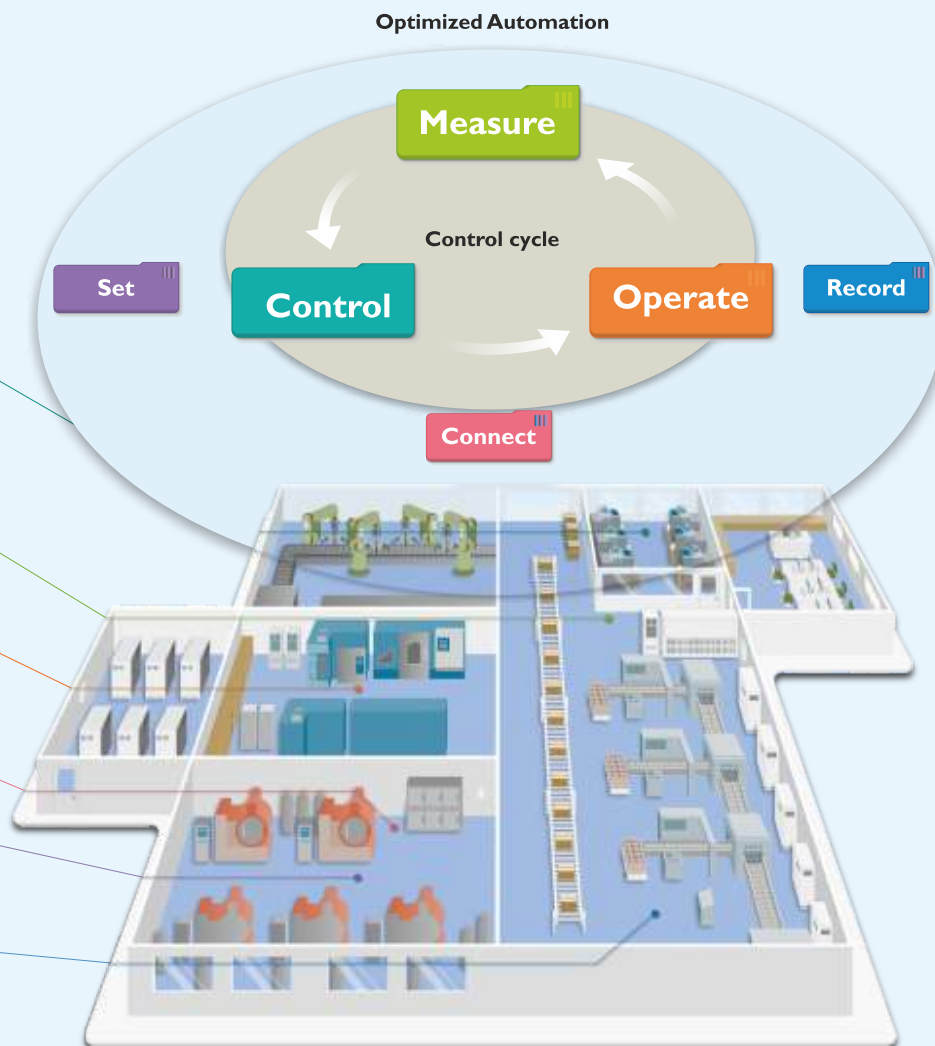 Optimized Automation
Measure
Control cycle
Set
Control
Operate
Record
Connect